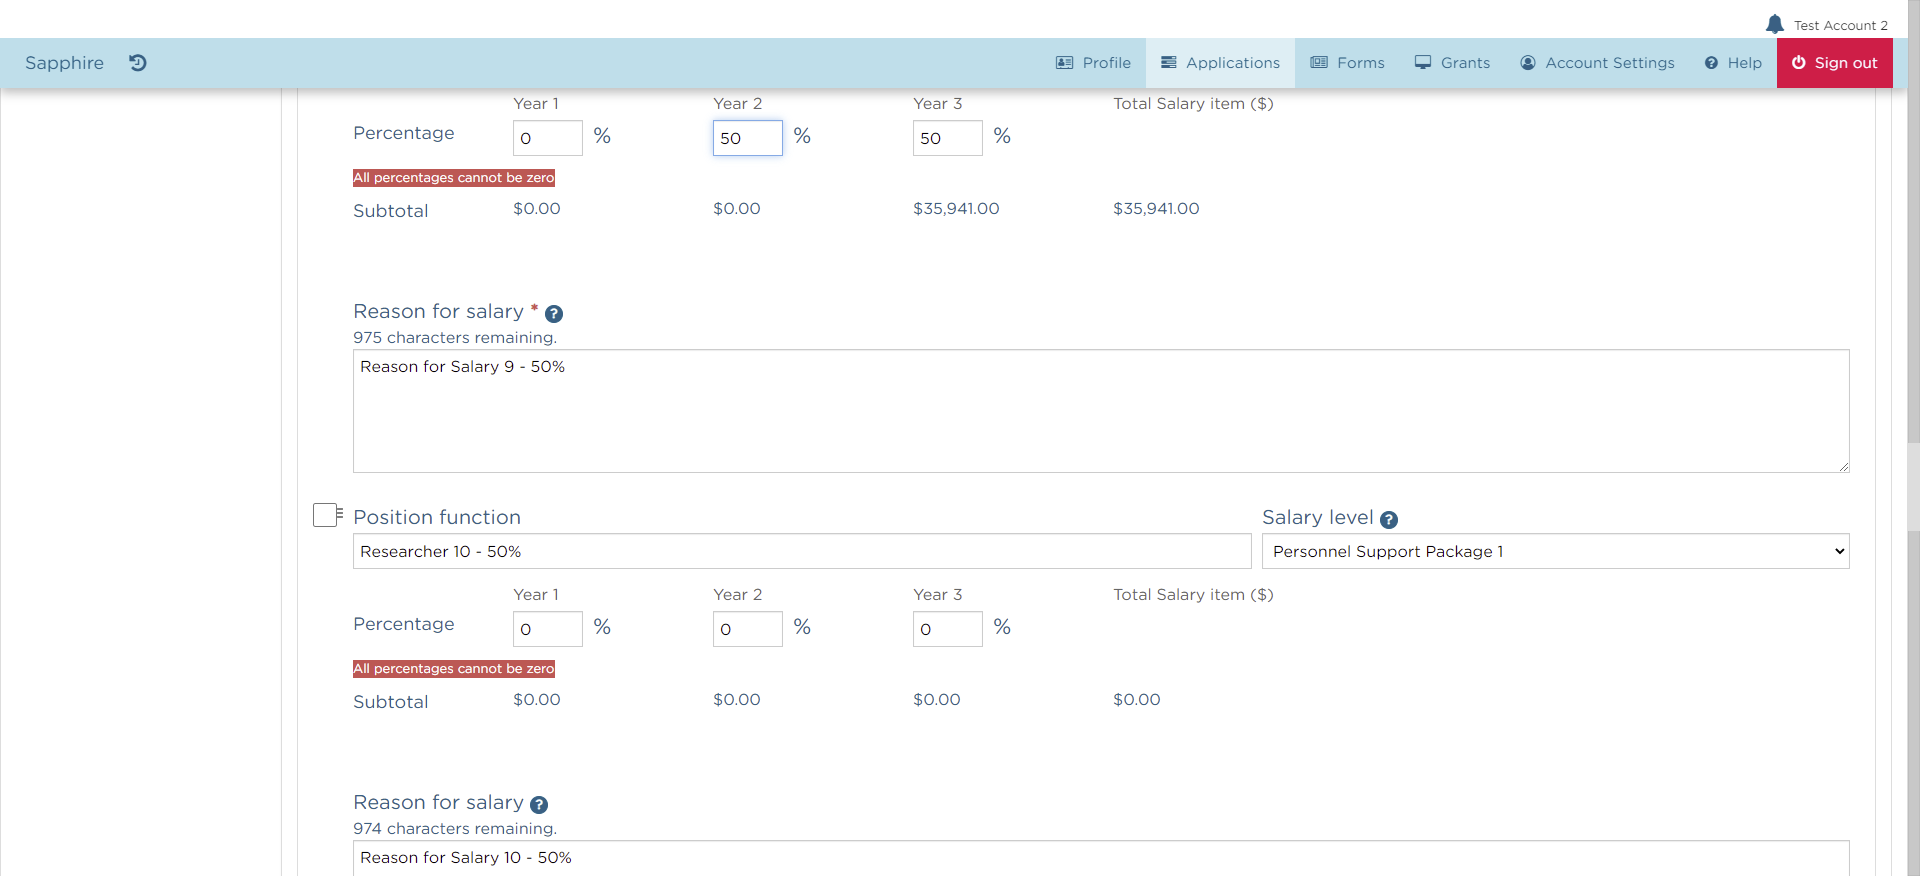 Test Account 2
Sapphire Profile Applications Forms Grants Account Settings ? Help Sign out
Year 1 Year 2 Year 3 Total Salary item ($)
Percentage 0 % 50 % 50 %
All percentages cannot be zero
Subtotal $0.00 $0.00 $35,941.00 $35,941.00
Reason for salary * ?
975 characters remaining.
Reason for Salary 9 - 50%
Position function Salary level ?
Researcher 10 - 50% Personnel Support Package 1
Year 1 Year 2 Year 3 Total Salary item ($)
Percentage 0 % 0 % 0 %
All percentages cannot be zero
Subtotal $0.00 $0.00 $0.00 $0.00
Reason for salary ?
974 characters remaining.
Reason for Salary 10 - 50%